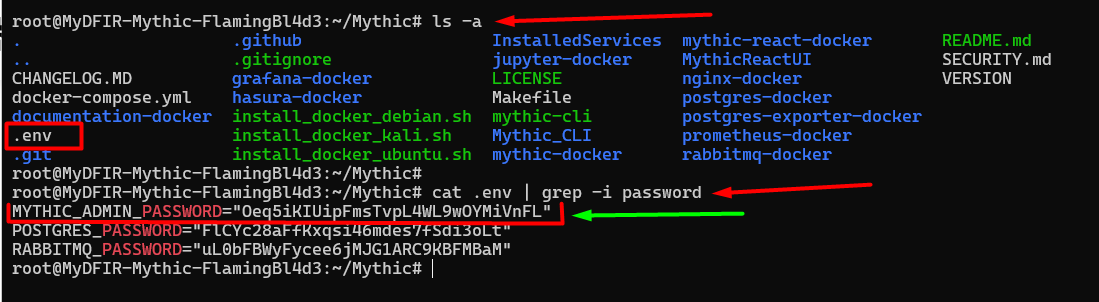 root@MyDFIR-Mythic-FlamingBl4d3:~/Mythic# ls -a
. .github InstalledServices mythic-react-docker README.md
.. .gitignore jupyter-docker MythicReactUI SECURITY.md
CHANGELOG.MD grafana-docker LICENSE nginx-docker VERSION
docker-compose.yml hasura-docker Makefile postgres-docker
documentation-docker install_docker_debian.sh mythic-cli postgres-exporter-docker
.env install_docker_kali.sh Mythic_CLI prometheus-docker
.git install_docker_ubuntu.sh mythic-docker rabbitmq-docker
root@MyDFIR-Mythic-FlamingBl4d3:~/Mythic#
root@MyDFIR-Mythic-FlamingBl4d3:~/Mythic# cat .env | grep -i password
MYTHIC_ADMIN_PASSWORD="Oeq5iKIUipFmsTvpL4WL9wOYMiVnFL"
POSTGRES_PASSWORD="FlCYc28aFfkxqsi46mdes7fSdi3oLt"
RABBITMQ_PASSWORD="uL0bFBWyFycee6jMJG1ARC9KBFMBaM"
root@MyDFIR-Mythic-FlamingBl4d3:~/Mythic#